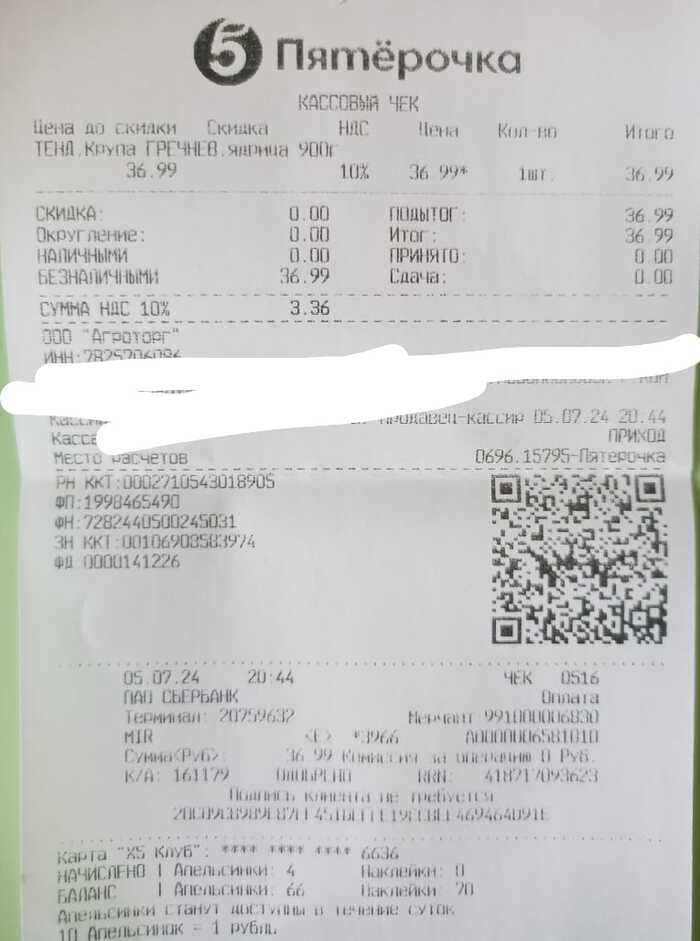 5 Пятёрочка
КАССОВЫЙ ЧЕК
Цена до скидки Скидка НДС Цена Кол-во Итого
ТЕНД.Крупа ГРЕЧНЕВ.ядрица 900г
36.99 10% 36 99* 1шт. 36.99
СКИДКА: 0.00 ПОДЫТОГ: 36.99
Округление: 0.00 Итог: 36 99
НАЛИЧНЫМИ 0.00 ПРИНЯТО: 0.00
БЕЗНАЛИЧНЫМИ 36.99 Сдача: 0.00
СУММА НДС 10% 3.36
ООО "Агроторг"
ИНН:7825706086
продавец-кассир 05.07.24 20.44
Касса ПРИХОД
Место расчетов 0696.15795-Пятерочка
РН ККТ:0002710543018905
ФП:1998465490
ФН:7282440500245031
ЗН ККТ:00106908583974
ФД 0000141226
05.07.24 20:44 ЧЕК 0516
ПАО СБЕРБАНК Оплата
Терминал: 20759632 Мерчант 991000006830
MIR <E> *3966 A0000006581010
Сумма(Руб): 36 99 Комиссия за операцию 0 Руб.
К/А: 161179 ОДОБРЕНО RRN: 418717093623
Подпись клиента не требуется
Карта "Х5 Клуб": **** **** **** 6636
НАЧИСЛЕНО | Апельсинки: 4 Наклейки: 0
БАЛАНС | Апельсинки: 66 Наклейки: 70
Апельсинки станут доступны в течение суток
10 Апельсинок = 1 рубль